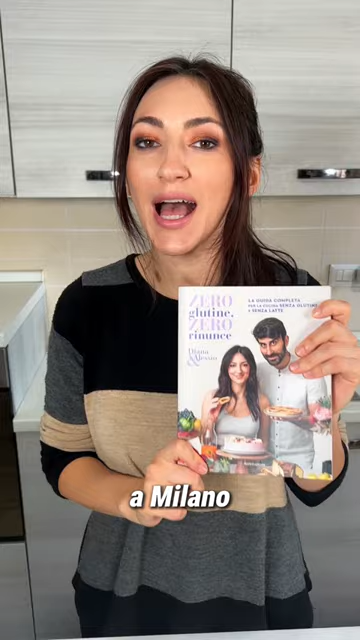 ZERO
glutine,
ZERO
rinunce
Diana
& Alessio
LA GUIDA COMPLETA
PER LA CUCINA SENZA GLUTINE
E SENZA LATTE
a Milano